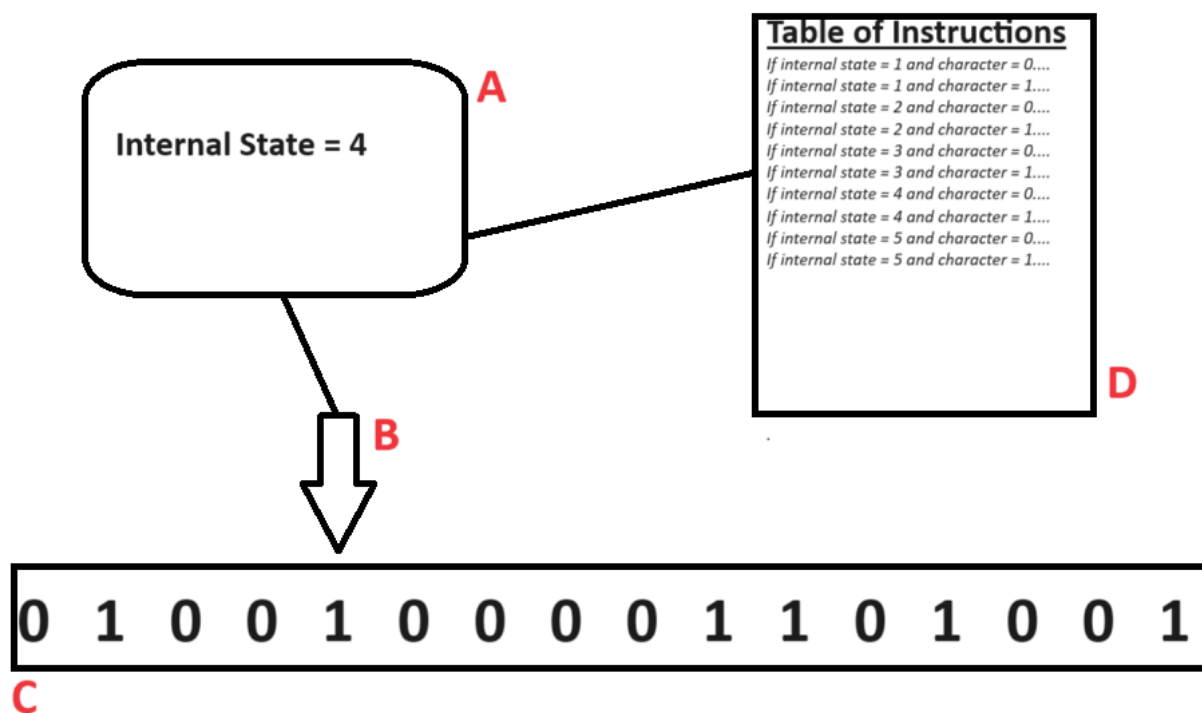 Table of Instructions
If internal state = 1 and character = 0....
If internal state = 1 and character = 1....
If internal state = 2 and character = 0....
If internal state = 2 and character = 1....
If internal state = 3 and character = 0....
If internal state = 3 and character = 1....
If internal state = 4 and character = 0....
If internal state = 4 and character = 1....
If internal state = 5 and character = 0....
If internal state = 5 and character = 1....
A
Internal State = 4
D
B
0 1 0 0 1 0 0 0 0 1 1 0 1 0 0 1
C